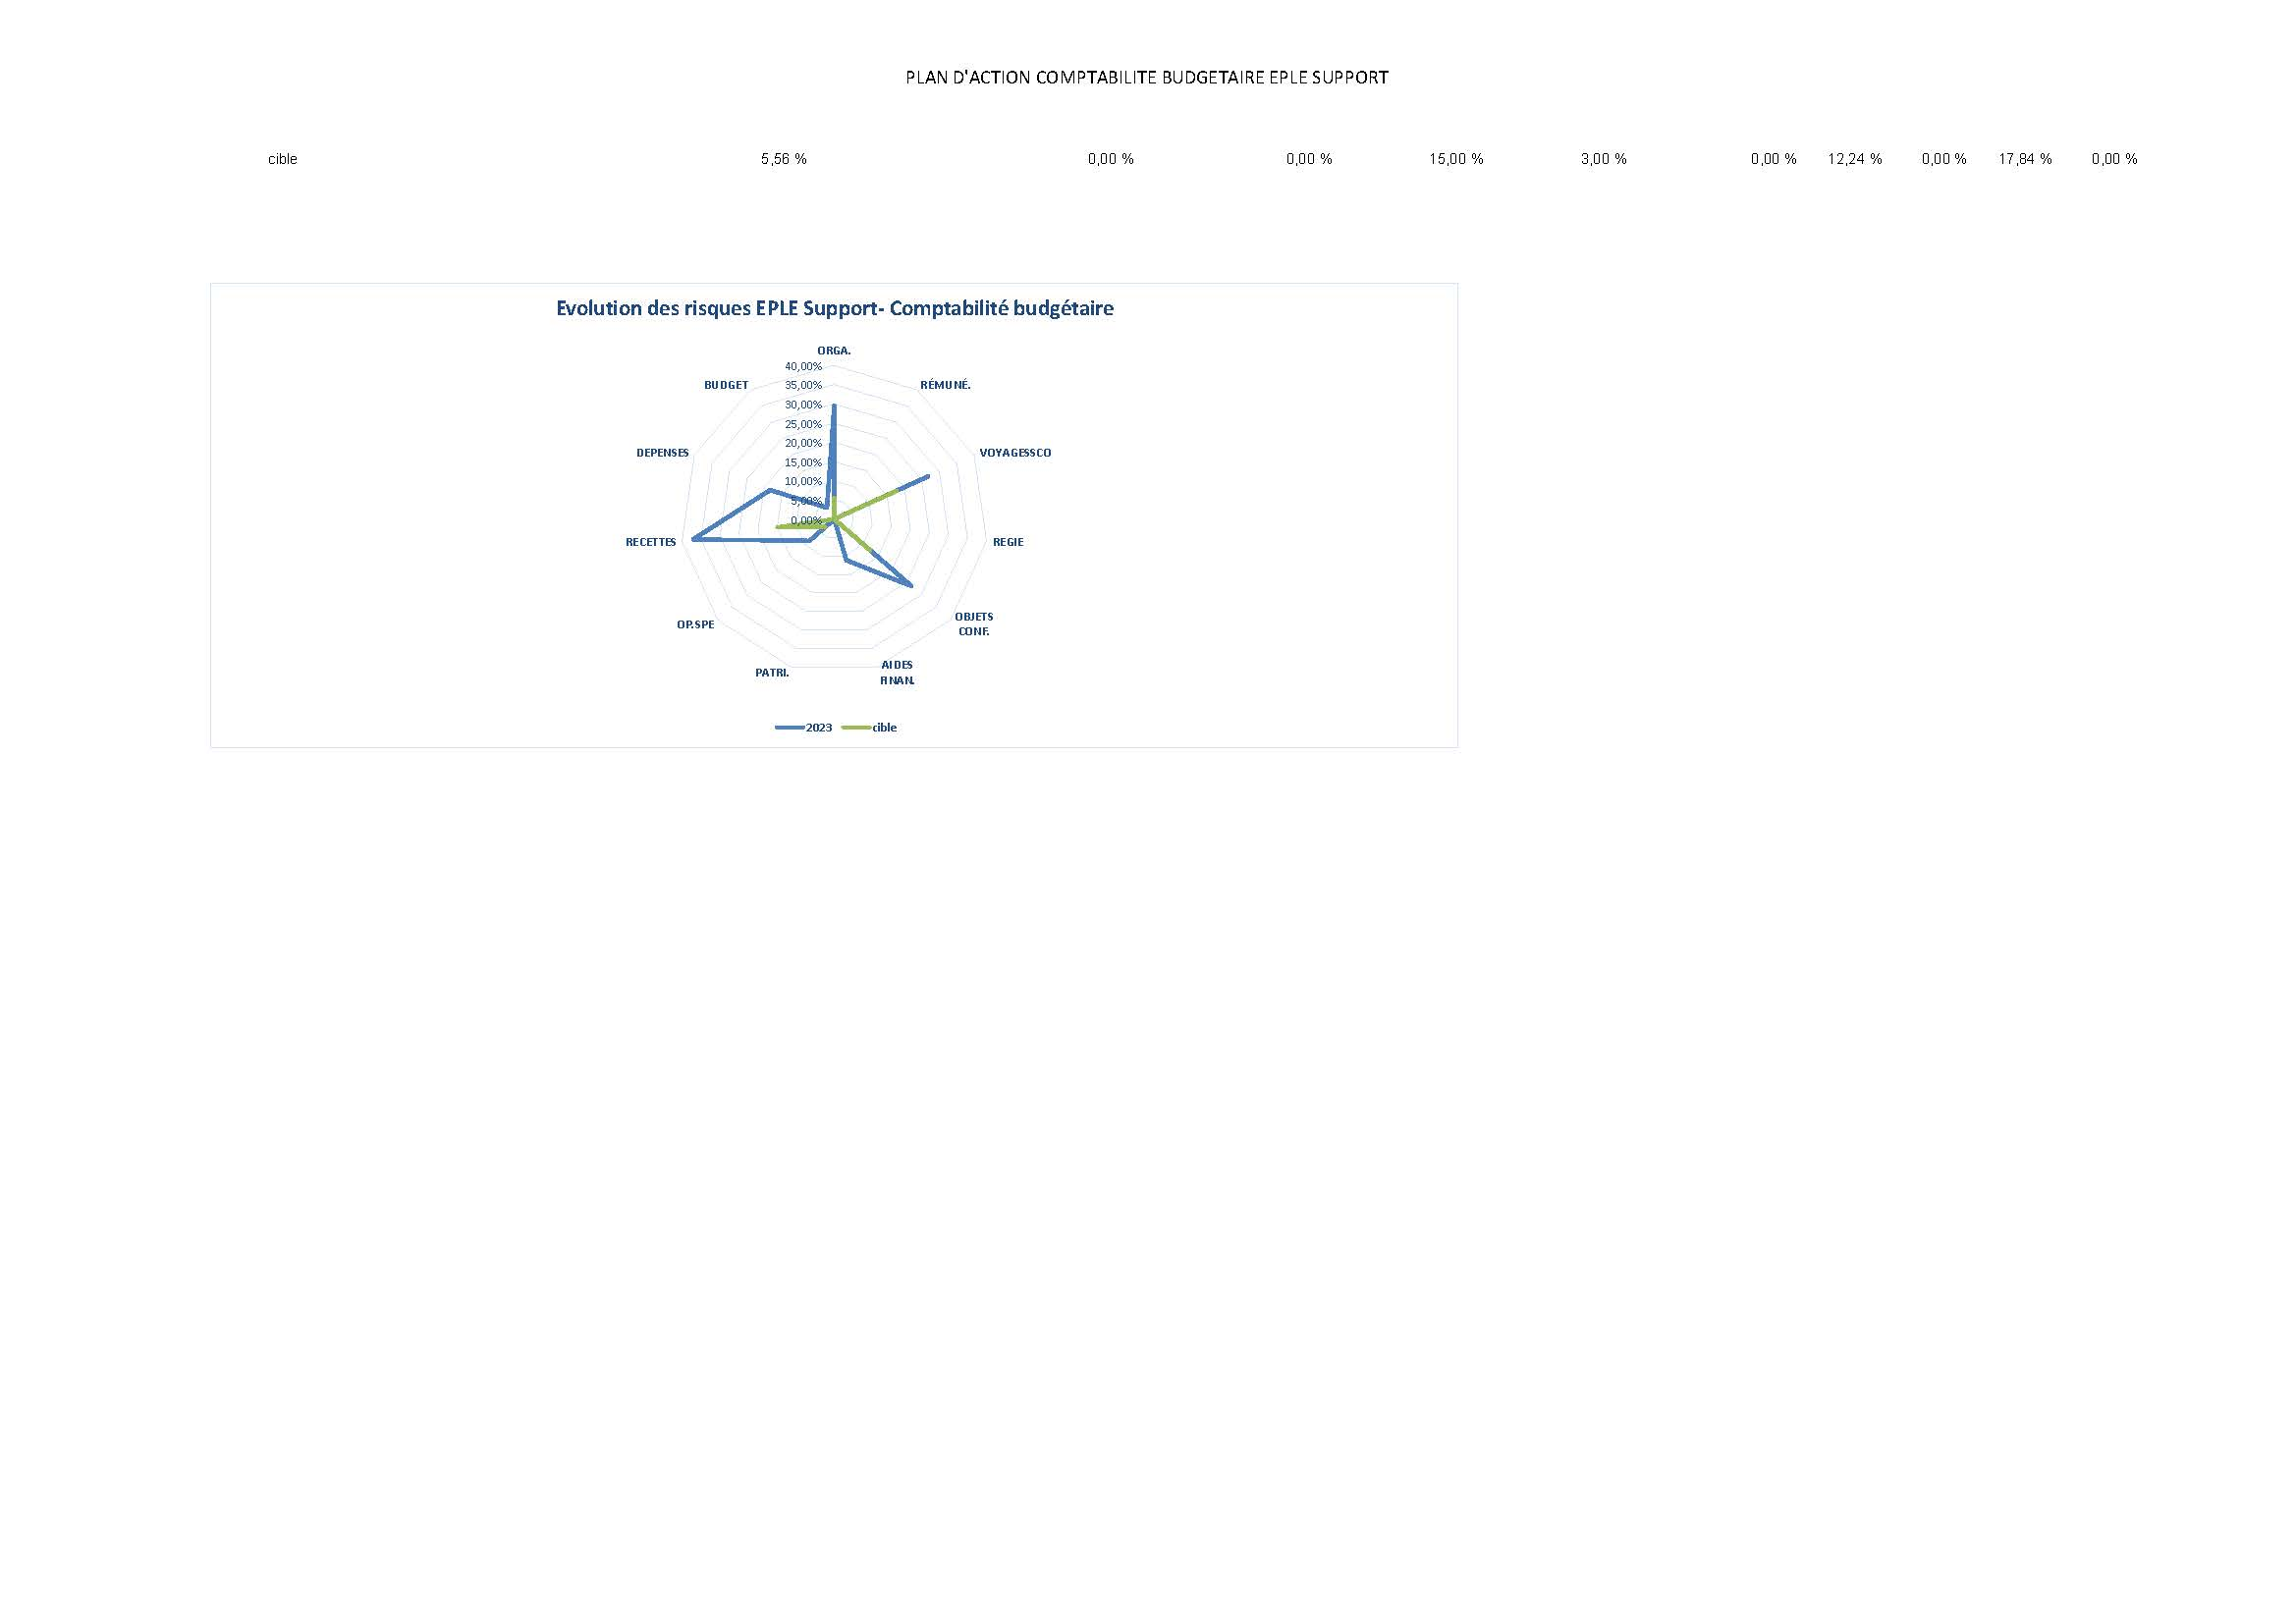 PLAN D'ACTION COMPTABILITE BUDGETAIRE EPLE SUPPORT
cible 5,56 % 0,00 % 0,00 % 15,00 % 3,00 % 0,00 % 12,24 % 0,00 % 17,84 % 0,00 %
Evolution des risques EPLE Support- Comptabilité budgétaire
ORGA.
40,00%
BUDGET 35,00% RÉMUNÉ.
30,00%
25,00%
20,00%
DEPENSES VOYAGESSCO
15,00%
10,00%
5,00%
0,00%
RECETTES REGIE
OBJETS
CONF.
OP.SPE
AIDES
FINAN.
PATRI.
2023 cible